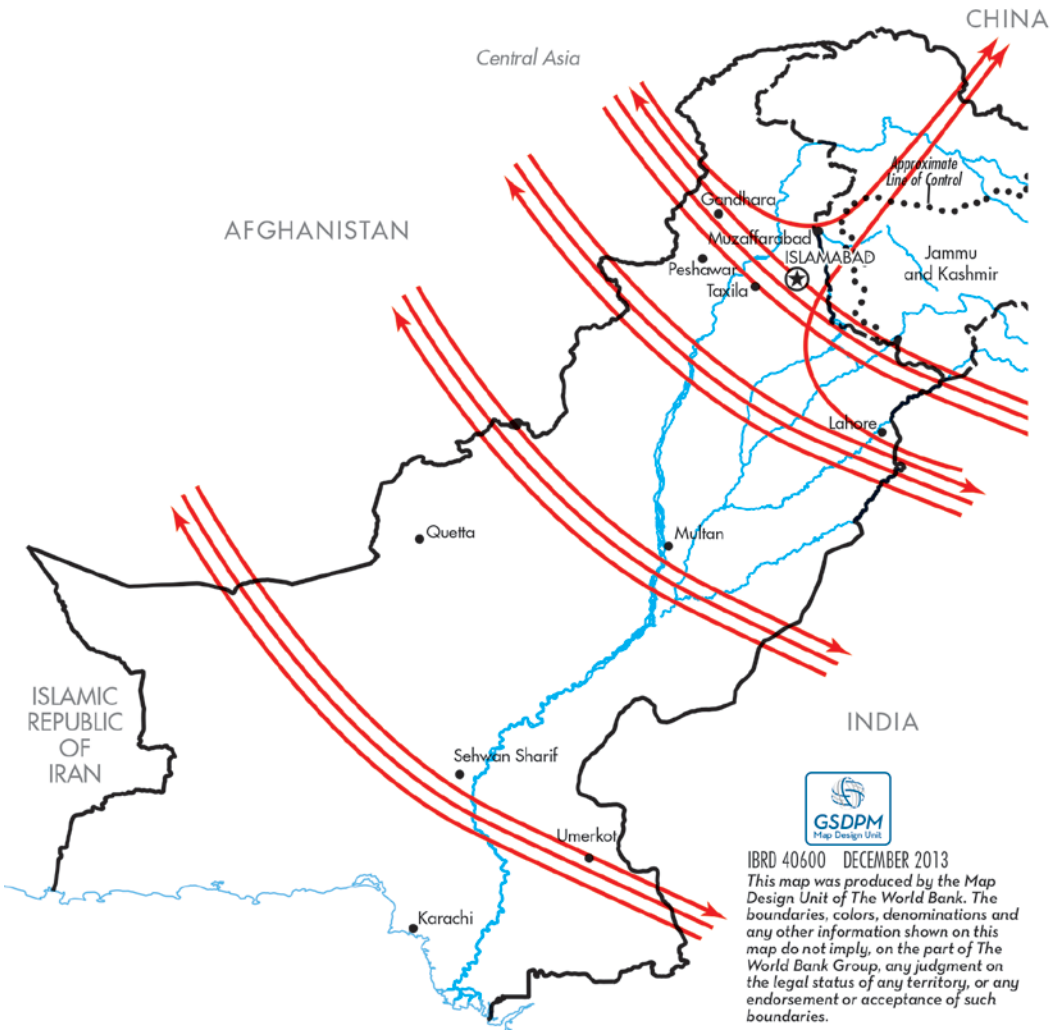 CHINA
Central Asia
Approximate
Line of Control
Gandhara
AFGHANISTAN
Muzaffarabad
ISLAMABAD
Jammu
and Kashmir
Peshawar
Taxila
Lahore
Quetta
Multan
ISLAMIC
REPUBLIC
OF
IRAN
INDIA
Sehwan Sharif
GSDPM
Map Design Unit
Umerkot
IBRD 40600 DECEMBER 2013
This map was produced by the Map
Design Unit of The World Bank. The
boundaries, colors, denominations and
any other information shown on this
map do not imply, on the part of The
World Bank Group, any judgment on
the legal status of any territory, or any
endorsement or acceptance of such
boundaries.
Karachi